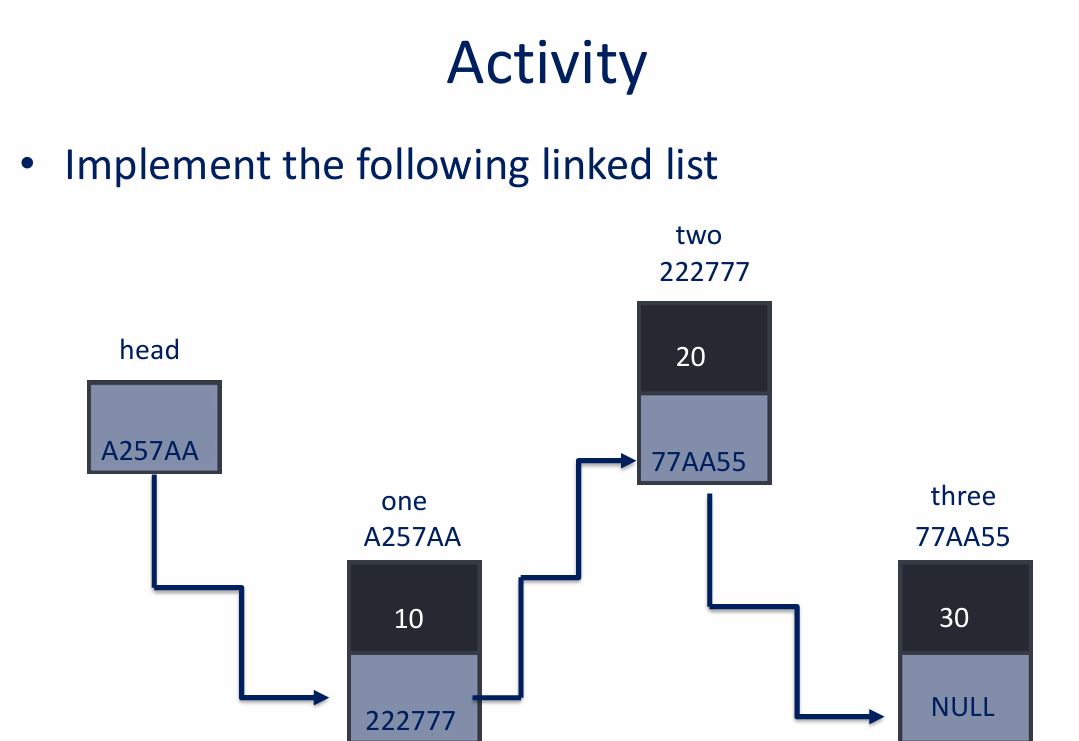 Activity
• Implement the following linked list
two
222777
20
77AA55
head
A257AA
one
A257AA
10
222777
three
77AA55
30
NULL